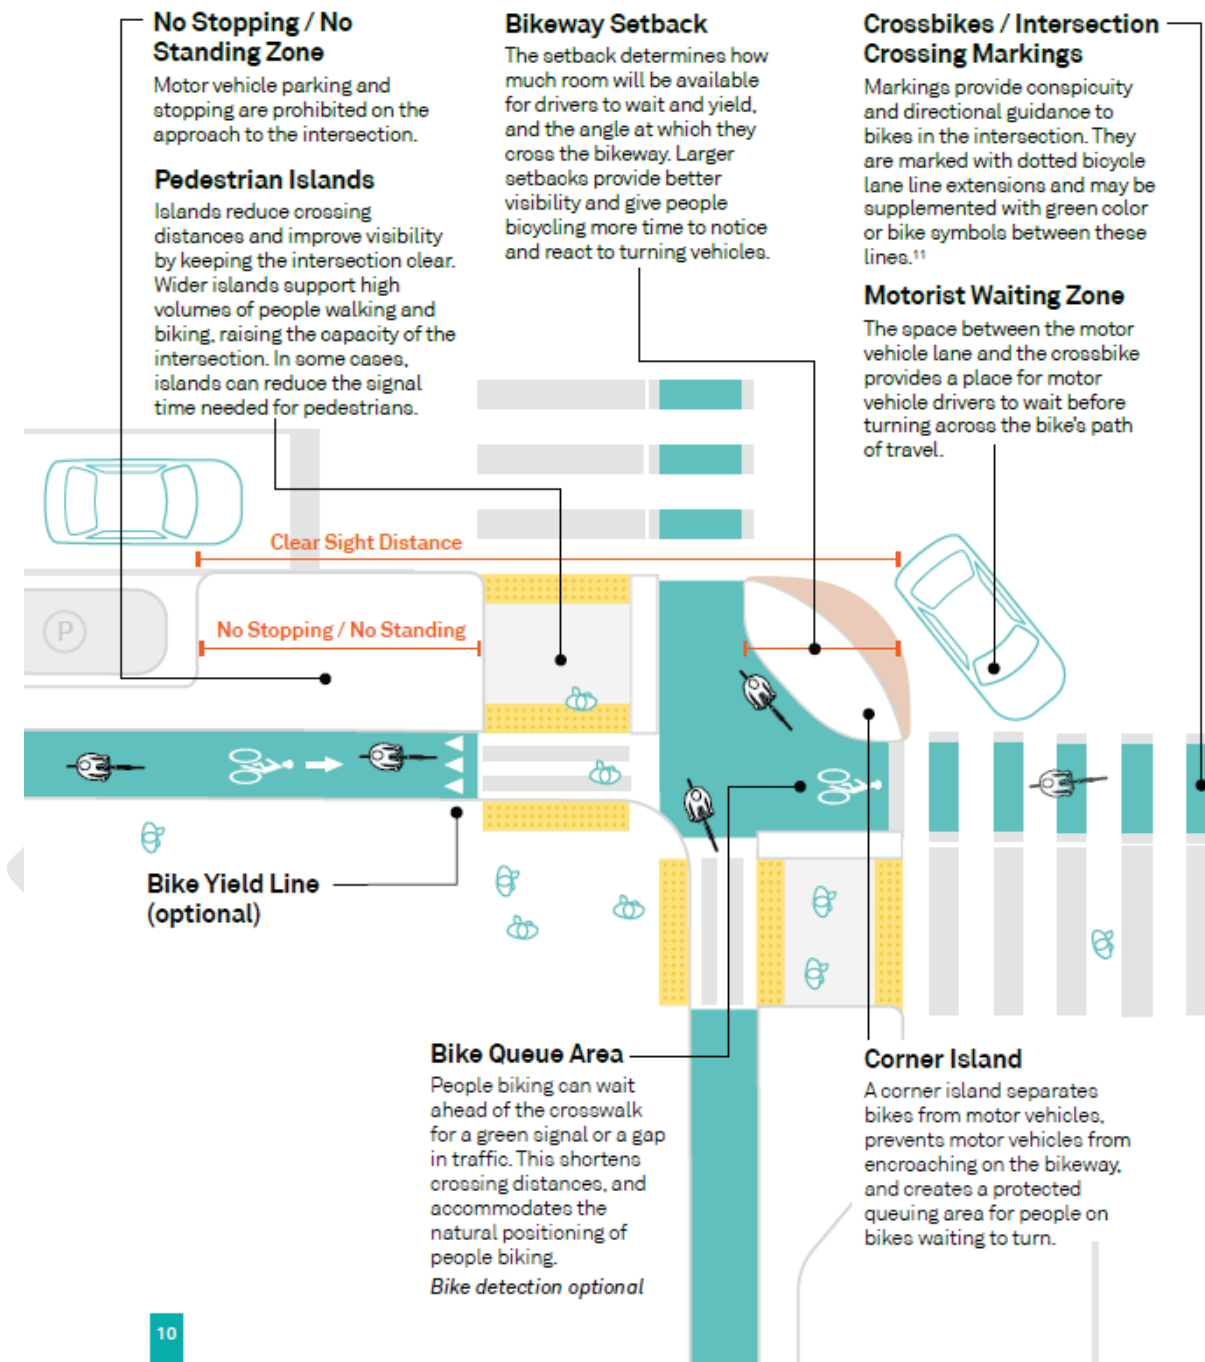 No Stopping / No
Standing Zone
Motor vehicle parking and
stopping are prohibited on the
approach to the intersection.
Pedestrian Islands
Islands reduce crossing
distances and improve visibility
by keeping the intersection clear.
Wider islands support high
volumes of people walking and
biking, raising the capacity of the
intersection. In some cases,
islands can reduce the signal
time needed for pedestrians.
Bikeway Setback
The setback determines how
much room will be available
for drivers to wait and yield,
and the angle at which they
cross the bikeway. Larger
setbacks provide better
visibility and give people
bicycling more time to notice
and react to turning vehicles.
Crossbikes / Intersection
Crossing Markings
Markings provide conspicuity
and directional guidance to
bikes in the intersection. They
are marked with dotted bicycle
lane line extensions and may be
supplemented with green color
or bike symbols between these
lines.¹¹
Motorist Waiting Zone
The space between the motor
vehicle lane and the crossbike
provides a place for motor
vehicle drivers to wait before
turning across the bike's path
of travel.
Clear Sight Distance
P
No Stopping / No Standing
Bike Yield Line
(optional)
Bike Queue Area
People biking can wait
ahead of the crosswalk
for a green signal or a gap
in traffic. This shortens
crossing distances, and
accommodates the
natural positioning of
people biking.
Bike detection optional
Corner Island
A corner island separates
bikes from motor vehicles,
prevents motor vehicles from
encroaching on the bikeway,
and creates a protected
queuing area for people on
bikes waiting to turn.
10